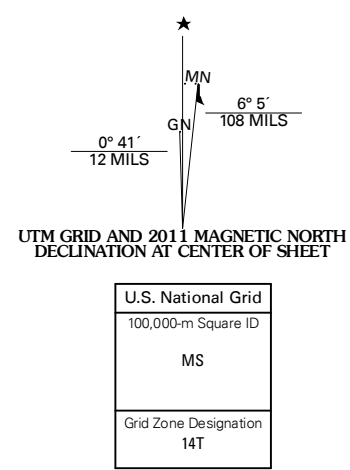 MN
GN
6° 5´
108 MILS
0° 41´
12 MILS
UTM GRID AND 2011 MAGNETIC NORTH
DECLINATION AT CENTER OF SHEET
U.S. National Grid
100,000-m Square ID
MS
Grid Zone Designation
14T